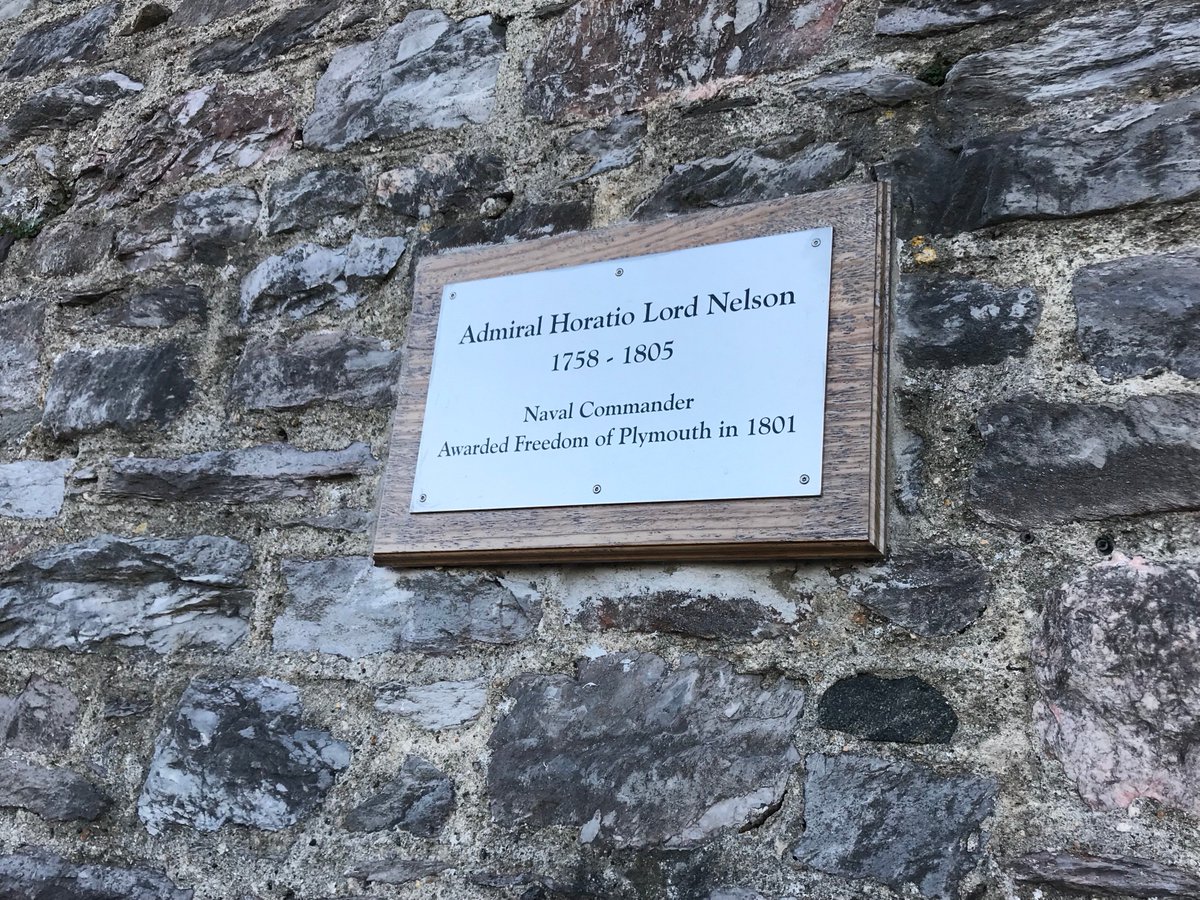 Admiral Horatio Lord Nelson
1758 - 1805
Naval Commander
Awarded Freedom of Plymouth in 1801